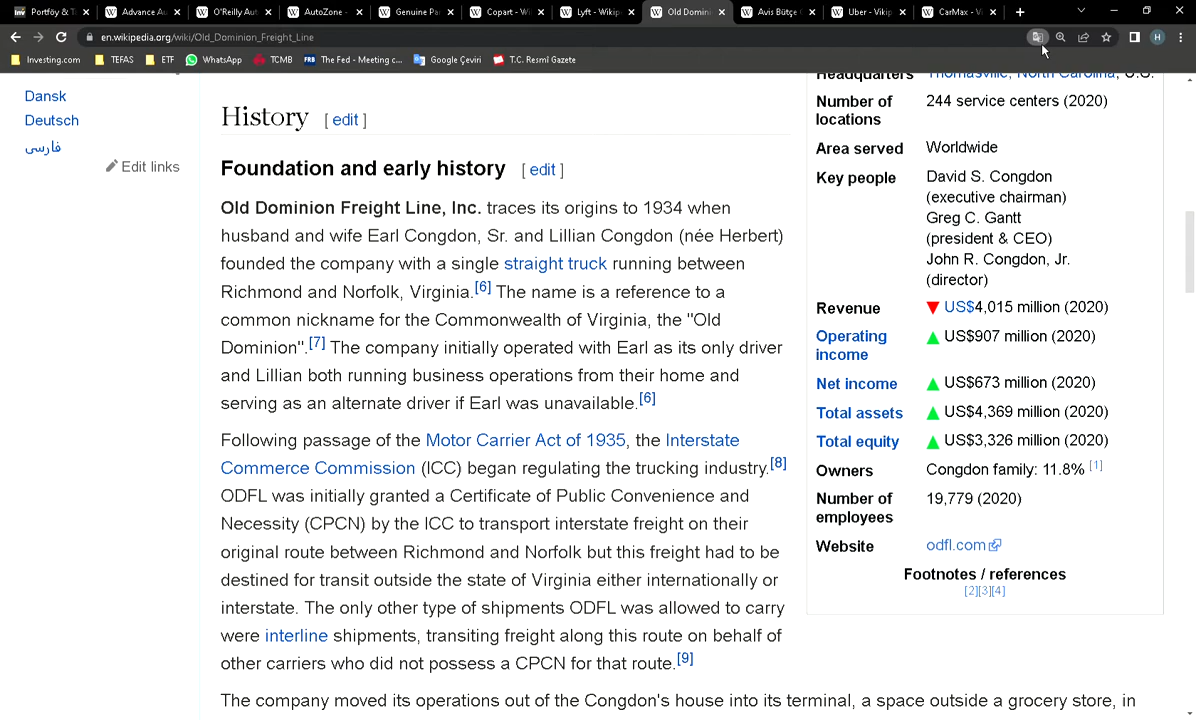 Portföy & T
Advance Au
O'Reilly Aut
AutoZone -
Genuine Pa
Copart - W
Lyft - Wikip
Old Domini
Avis Bütçe
Uber - Vikip
CarMax - V
en.wikipedia.org/wiki/Old_Dominion_Freight_Line
H
Investing.com
TEFAS
ETF
WhatsApp
TCMB
FRB The Fed - Meeting c...
Google Çeviri
T.C. Resmî Gazete
Dansk
Deutsch
فارسی
Edit links
History [ edit ]
Foundation and early history [ edit ]
Old Dominion Freight Line, Inc. traces its origins to 1934 when
husband and wife Earl Congdon, Sr. and Lillian Congdon (née Herbert)
founded the company with a single straight truck running between
Richmond and Norfolk, Virginia.[6] The name is a reference to a
common nickname for the Commonwealth of Virginia, the "Old
Dominion".[7] The company initially operated with Earl as its only driver
and Lillian both running business operations from their home and
serving as an alternate driver if Earl was unavailable.[6]
Following passage of the Motor Carrier Act of 1935, the Interstate
Commerce Commission (ICC) began regulating the trucking industry.[8]
ODFL was initially granted a Certificate of Public Convenience and
Necessity (CPCN) by the ICC to transport interstate freight on their
original route between Richmond and Norfolk but this freight had to be
destined for transit outside the state of Virginia either internationally or
interstate. The only other type of shipments ODFL was allowed to carry
were interline shipments, transiting freight along this route on behalf of
other carriers who did not possess a CPCN for that route.[9]
The company moved its operations out of the Congdon's house into its terminal, a space outside a grocery store, in
Headquarters Thomasville, North Carolina, U.S.
Number of locations 244 service centers (2020)
Area served Worldwide
Key people David S. Congdon
(executive chairman)
Greg C. Gantt
(president & CEO)
John R. Congdon, Jr.
(director)
Revenue ▼ US$4,015 million (2020)
Operating income ▲ US$907 million (2020)
Net income ▲ US$673 million (2020)
Total assets ▲ US$4,369 million (2020)
Total equity ▲ US$3,326 million (2020)
Owners Congdon family: 11.8% [1]
Number of employees 19,779 (2020)
Website odfl.com
Footnotes / references
[2][3][4]